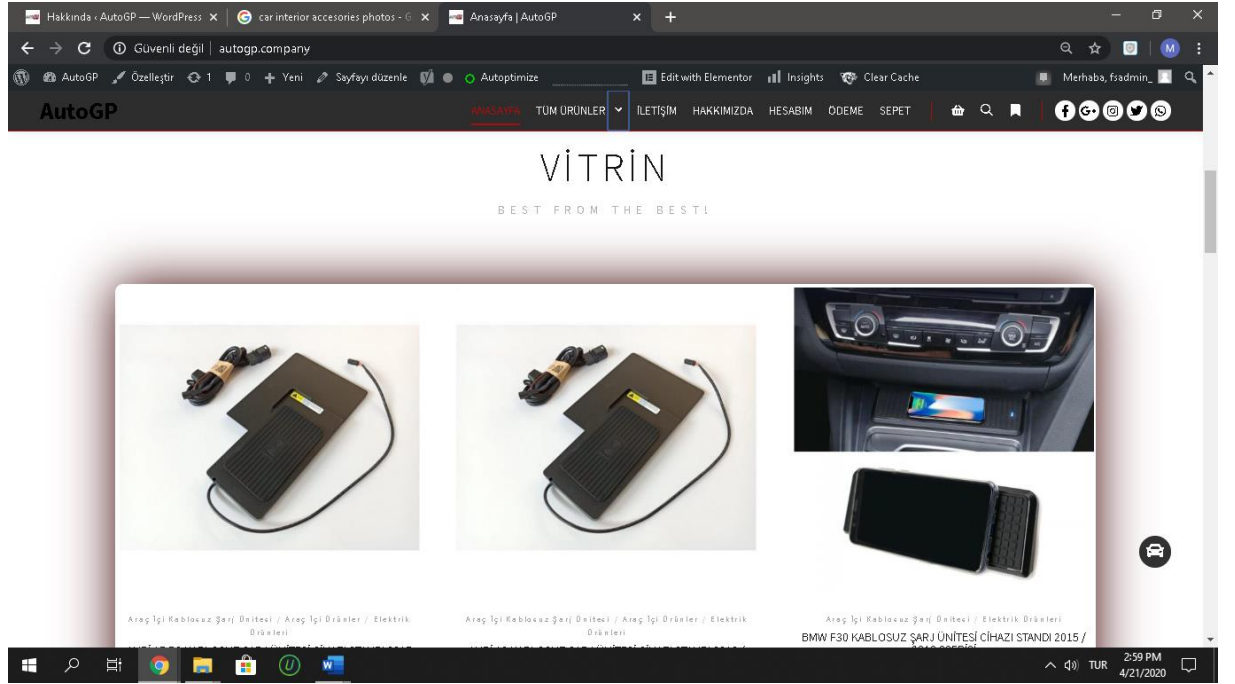 Hakkında ‹ AutoGP — WordPress
car interior accesories photos - G
Anasayfa | AutoGP
Güvenli değil | autogp.company
M
AutoGP Özelleştir 1 0 Yeni Sayfayı düzenle Autoptimize Edit with Elementor Insights Clear Cache Merhaba, fsadmin_
AutoGP
ANASAYFA TÜM ÜRÜNLER İLETİŞİM HAKKIMIZDA HESABIM ÖDEME SEPET
VİTRİN
BEST FROM THE BEST!
Araç İçi Kablosuz Şarj Ünitesi / Araç İçi Ürünler / Elektrik
Ürünleri
Araç İçi Kablosuz Şarj Ünitesi / Araç İçi Ürünler / Elektrik
Ürünleri
Araç İçi Kablosuz Şarj Ünitesi / Elektrik Ürünleri
BMW F30 KABLOSUZ ŞARJ ÜNİTESİ CİHAZI STANDI 2015 /
TUR
2:59 PM
4/21/2020